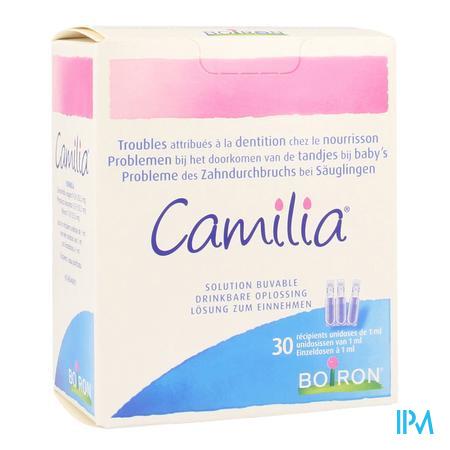 BOIRON
Troubles attribués à la dentition chez le nourrisson
Problemen bij het doorkomen van de tandjes bij baby's
Probleme des Zahndurchbruchs bei Säuglingen
Camilia®
SOLUTION BUVABLE
DRINKBARE OPLOSSING
LÖSUNG ZUM EINNEHMEN
30 récipients unidoses de 1 ml
unidosissen van 1 ml
Einzeldosen à 1 ml
BOIRON®
Camilia®
IPM